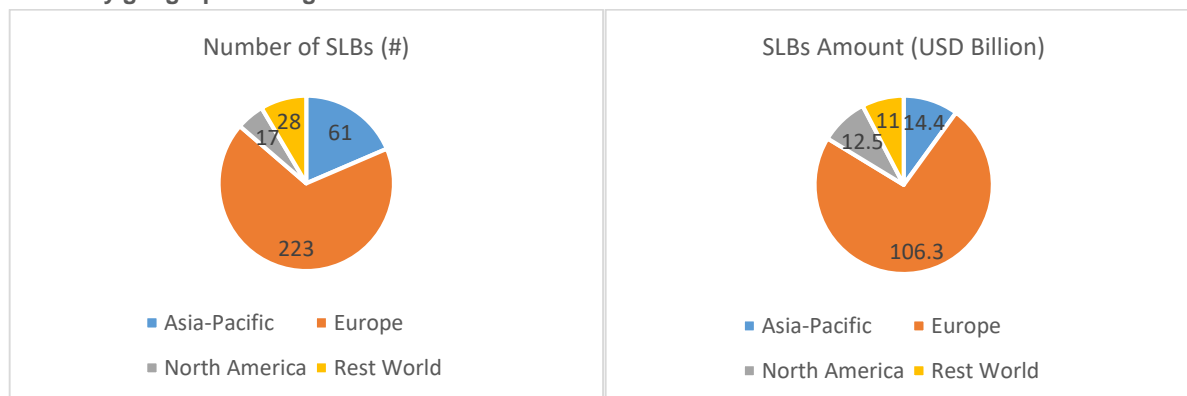 Number of SLBs (#)
28
61
17
223
Asia-Pacific Europe
North America Rest World
SLBs Amount (USD Billion)
11
14.4
12.5
106.3
Asia-Pacific Europe
North America Rest World